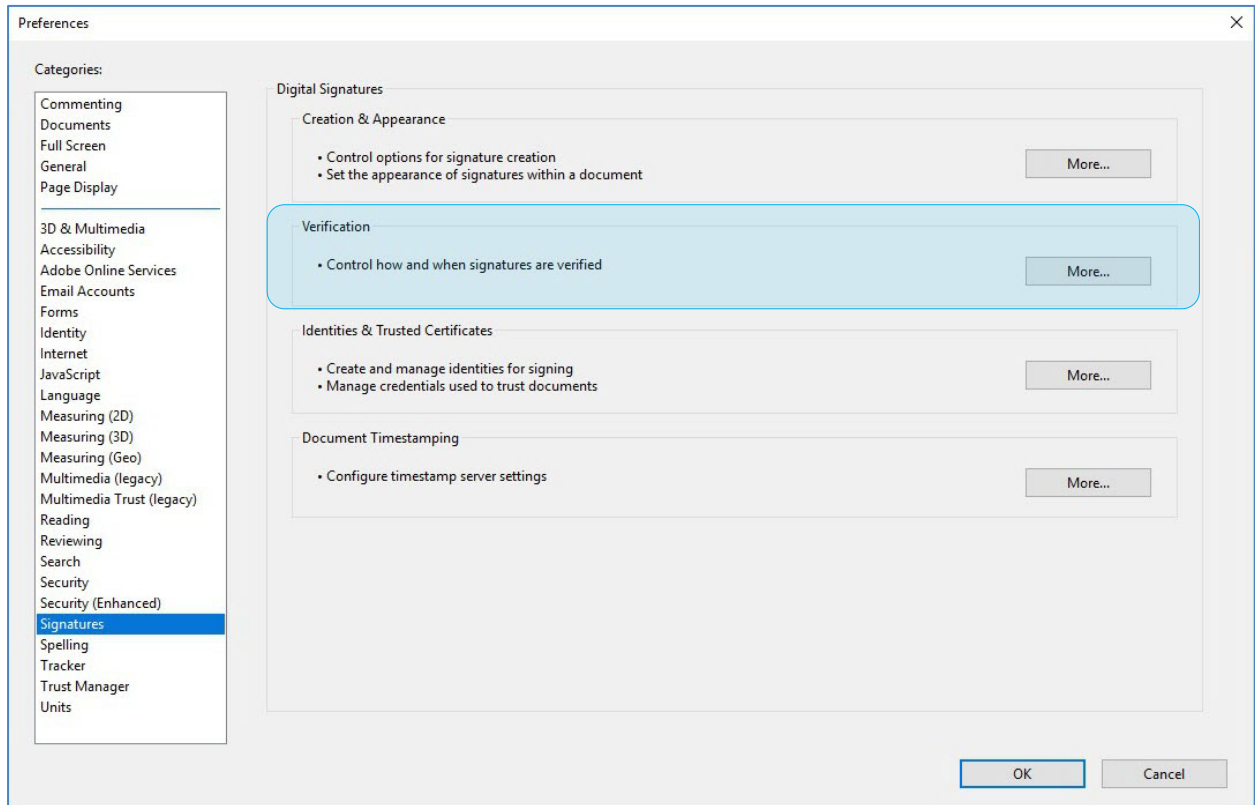 Preferences
Categories:
Commenting
Documents
Full Screen
General
Page Display
3D & Multimedia
Accessibility
Adobe Online Services
Email Accounts
Forms
Identity
Internet
JavaScript
Language
Measuring (2D)
Measuring (3D)
Measuring (Geo)
Multimedia (legacy)
Multimedia Trust (legacy)
Reading
Reviewing
Search
Security
Security (Enhanced)
Signatures
Spelling
Tracker
Trust Manager
Units
Digital Signatures
Creation & Appearance
• Control options for signature creation
• Set the appearance of signatures within a document
More...
Verification
• Control how and when signatures are verified
More...
Identities & Trusted Certificates
• Create and manage identities for signing
• Manage credentials used to trust documents
More...
Document Timestamping
• Configure timestamp server settings
More...
OK
Cancel